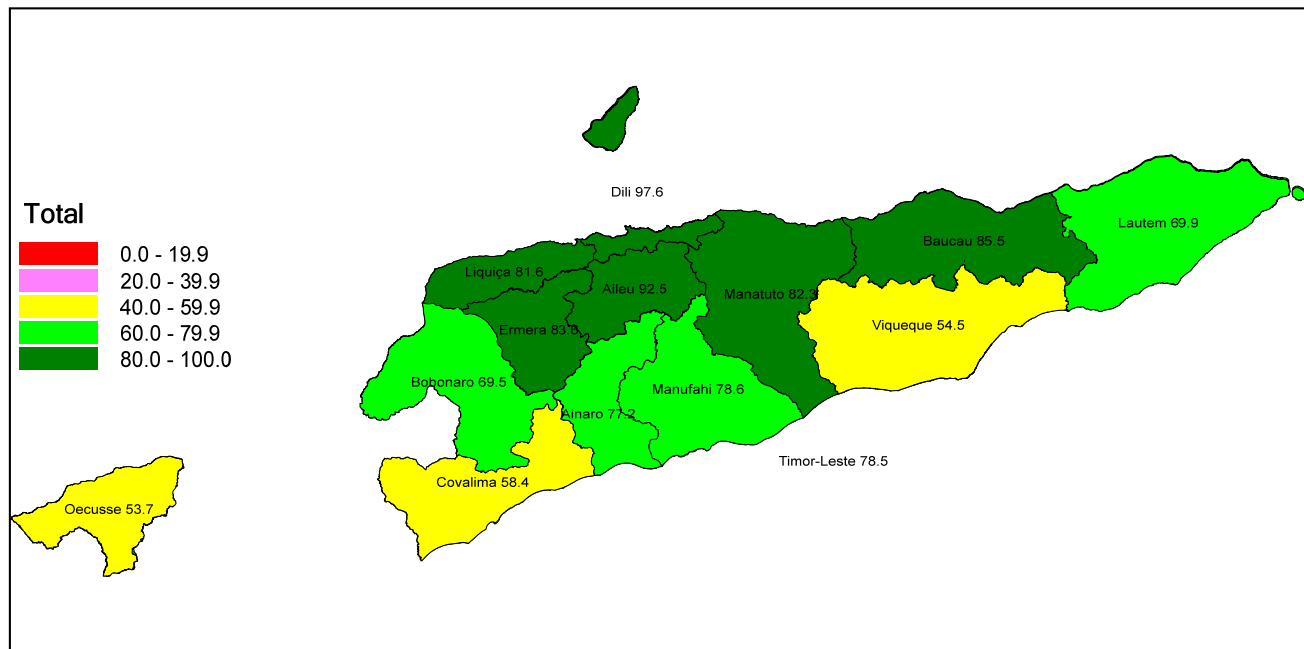 Dili 97.6
Total
0.0 - 19.9
20.0 - 39.9
40.0 - 59.9
60.0 - 79.9
80.0 - 100.0
Lautem 69.9
Baucau 85.5
Liquiça 81.6
Aileu 92.5
Manatuto 82.3
Viqueque 54.5
Ermera
Bobonaro 69.5
Manufahi 78.6
Ainaro 77.2
Timor-Leste 78.5
Covalima 58.4
Oecusse 53.7